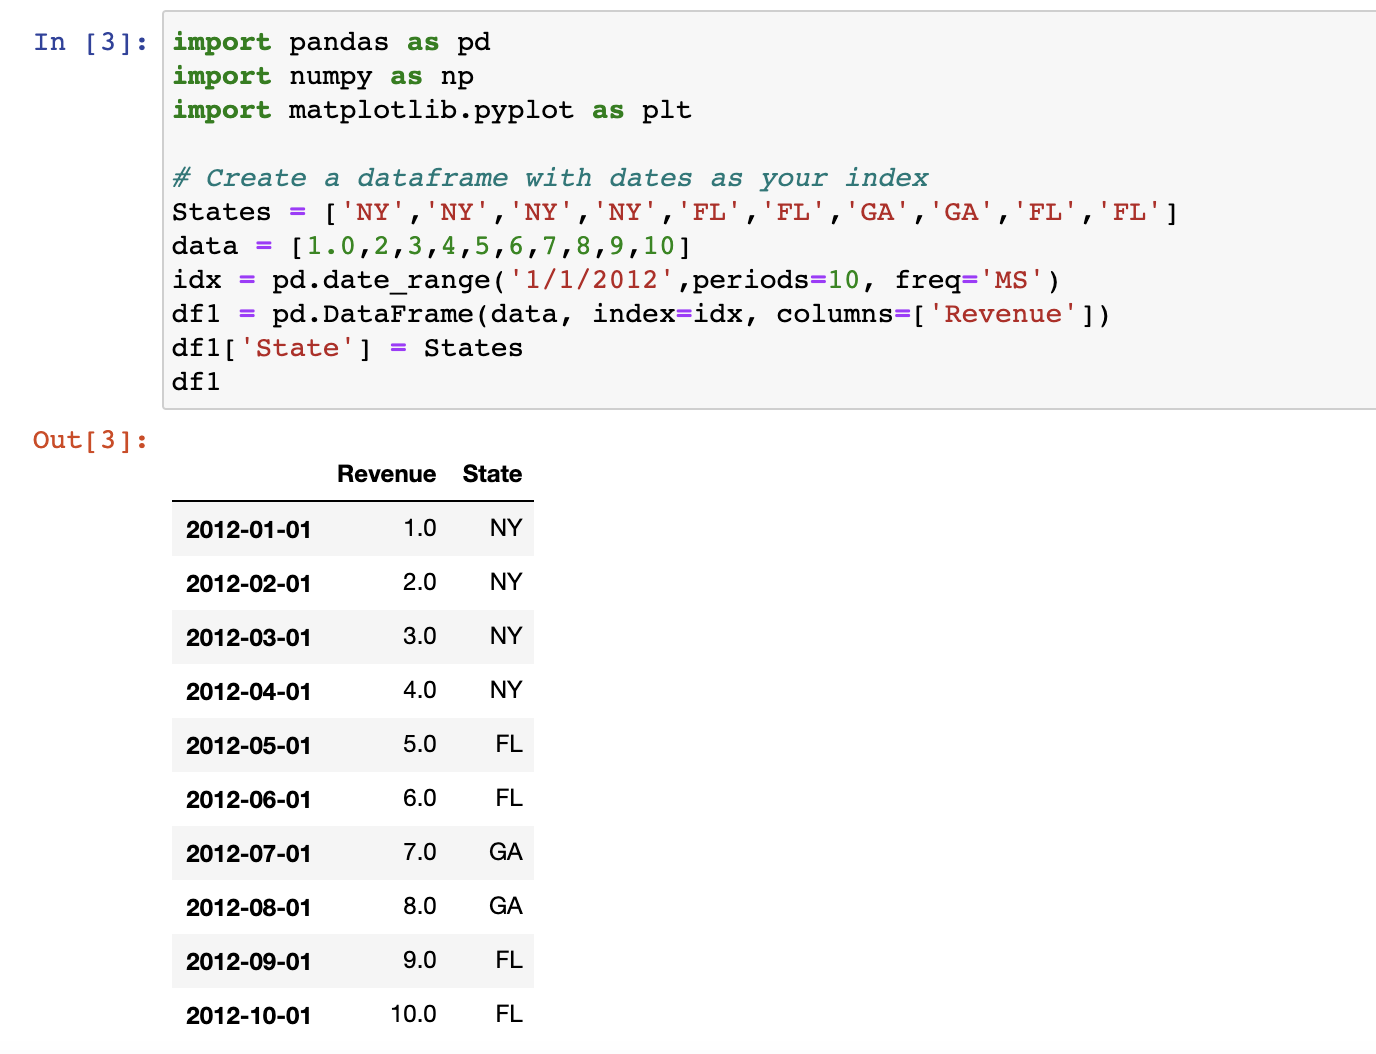 In [3]: import pandas as pd
import numpy as np
import matplotlib.pyplot as plt
# Create a dataframe with dates as your index
States = ['NY','NY','NY','NY','FL','FL','GA','GA','FL','FL']
data = [1.0,2,3,4,5,6,7,8,9,10]
idx = pd.date_range('1/1/2012',periods=10, freq='MS')
df1 = pd.DataFrame(data, index=idx, columns=['Revenue'])
df1['State'] = States
df1
Out[3]:
Revenue State
2012-01-01 1.0 NY
2012-02-01 2.0 NY
2012-03-01 3.0 NY
2012-04-01 4.0 NY
2012-05-01 5.0 FL
2012-06-01 6.0 FL
2012-07-01 7.0 GA
2012-08-01 8.0 GA
2012-09-01 9.0 FL
2012-10-01 10.0 FL